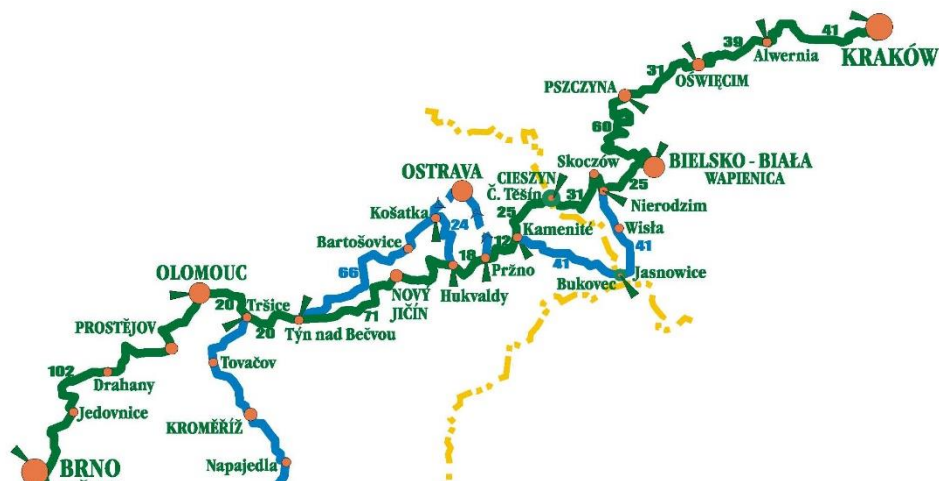 41
KRAKÓW
39
Alwernia
31
OŚWIĘCIM
PSZCZYNA
60
Skoczów
BIELSKO - BIAŁA
WAPIENICA
OSTRAVA
CIESZYN
Č. Těšín
31
25
Nierodzim
Košatka
24
25
Kamenité
Wisła
Bartošovice
12
41
18
Pržno
41
Jasnowice
Bukovec
66
OLOMOUC
Hukvaldy
NOVÝ
JIČÍN
20
Tršice
71
PROSTĚJOV
20
Týn nad Bečvou
102
Tovačov
Drahany
Jedovnice
KROMĚŘÍŽ
BRNO
Napajedla